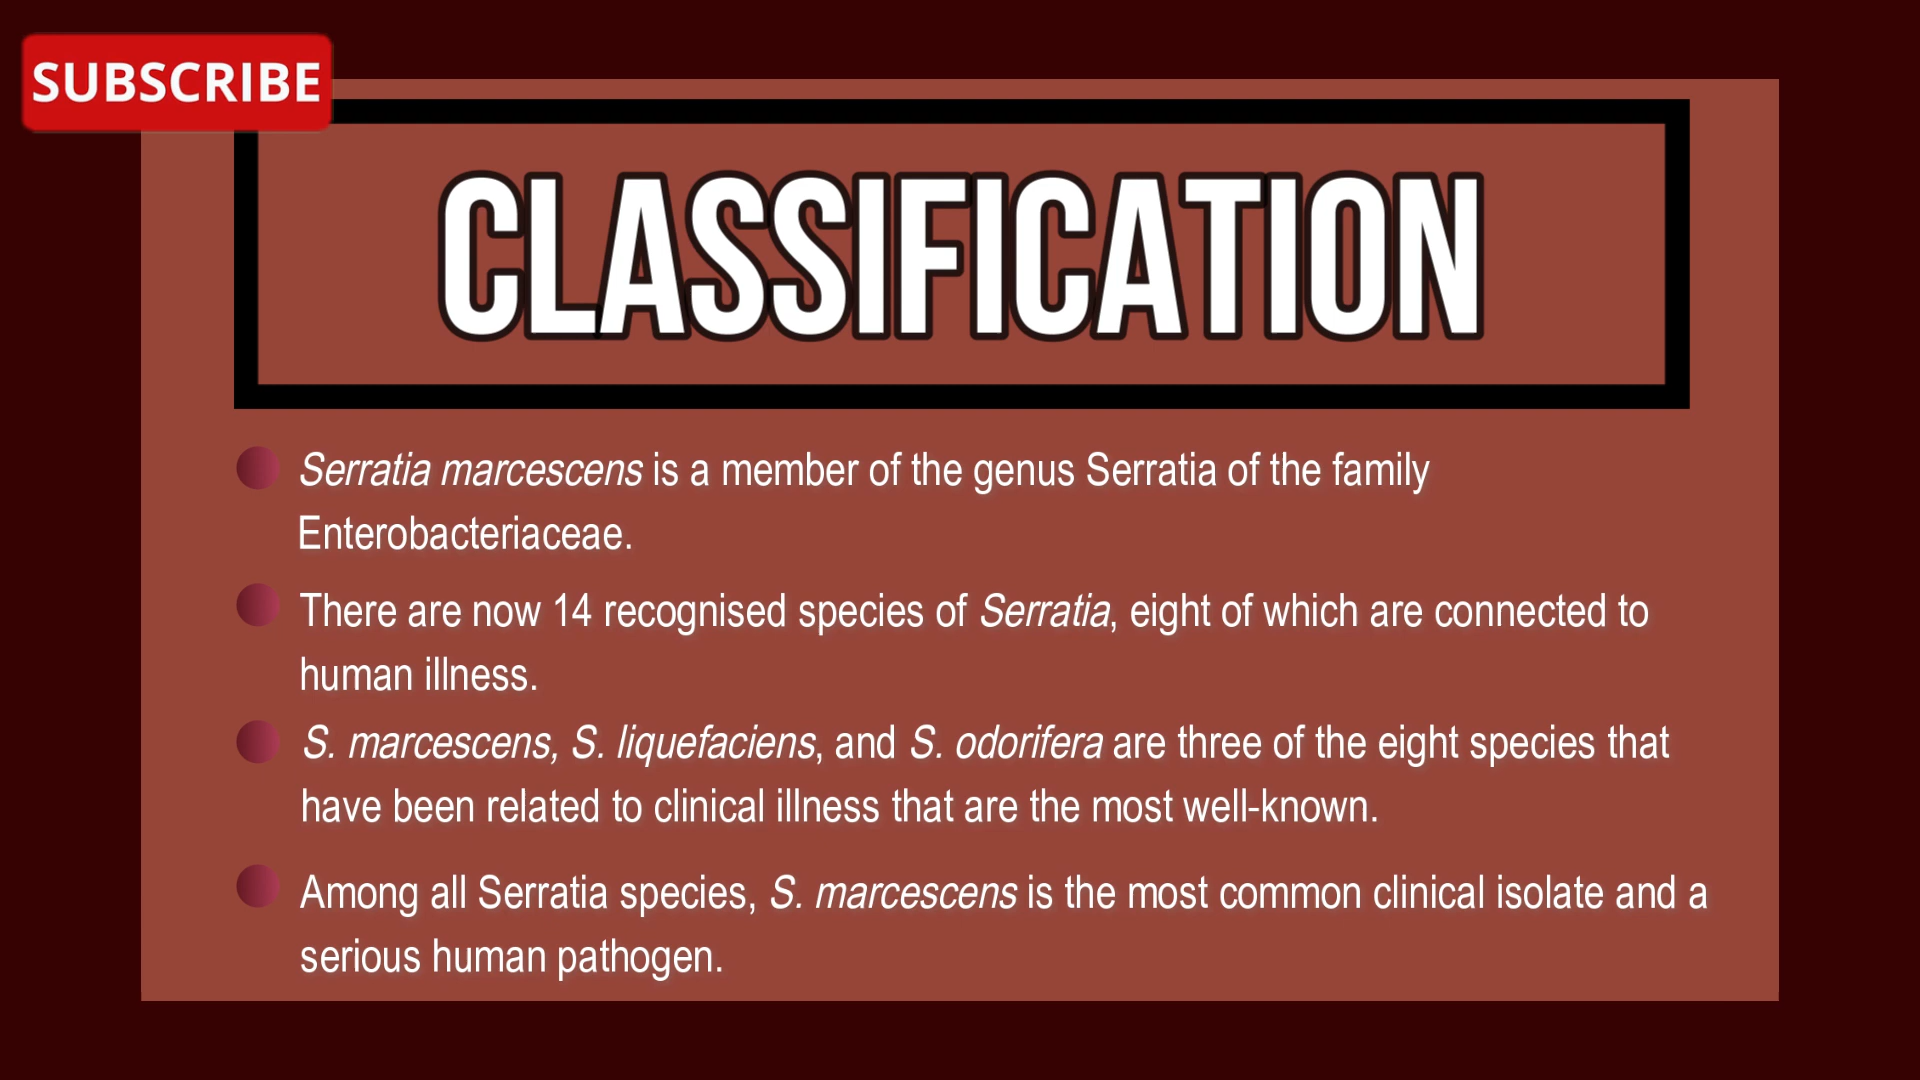 SUBSCRIBE
CLASSIFICATION
Serratia marcescens is a member of the genus Serratia of the family
Enterobacteriaceae.
There are now 14 recognised species of Serratia, eight of which are connected to
human illness.
S. marcescens, S. liquefaciens, and S. odorifera are three of the eight species that
have been related to clinical illness that are the most well-known.
Among all Serratia species, S. marcescens is the most common clinical isolate and a
serious human pathogen.